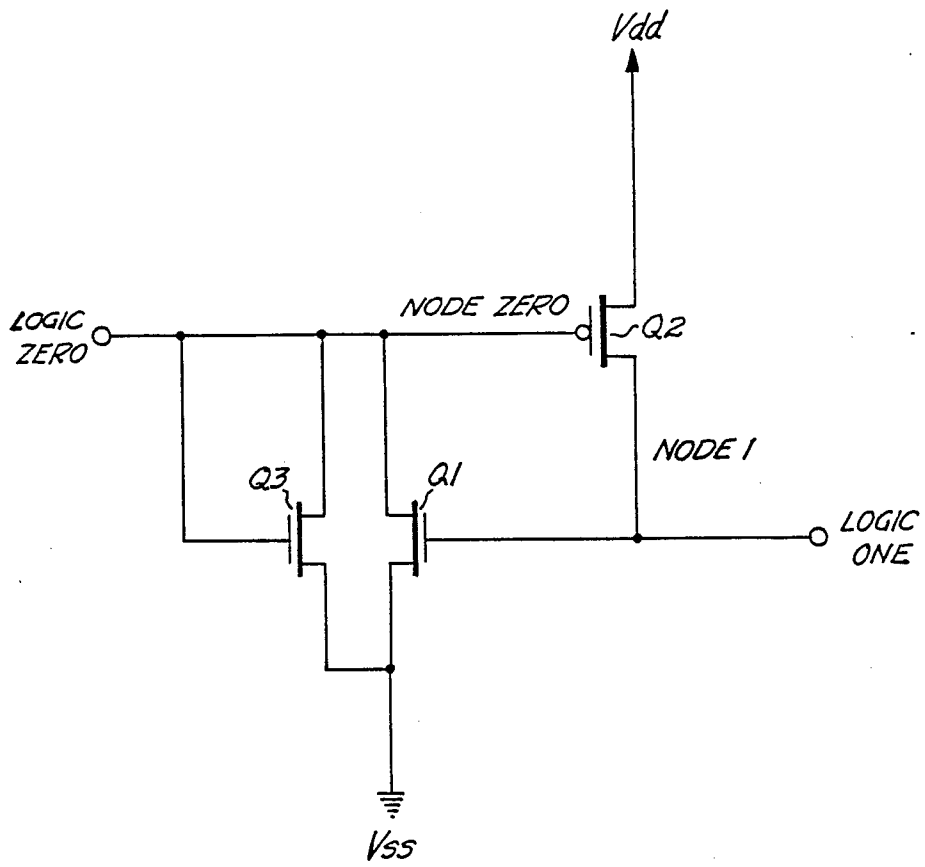 Vdd
LOGIC
ZERO
NODE ZERO
Q2
NODE 1
Q3
Q1
LOGIC
ONE
Vss